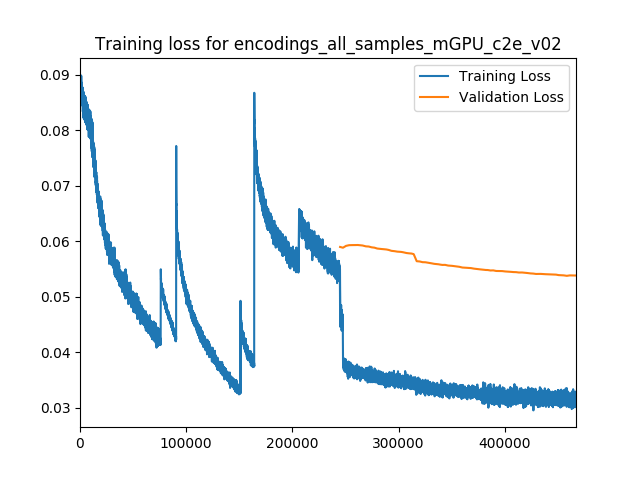 Training loss for encodings_all_samples_mGPU_c2e_v02
Training Loss
Validation Loss
0.09
0.08
0.07
0.06
0.05
0.04
0.03
0 100000 200000 300000 400000